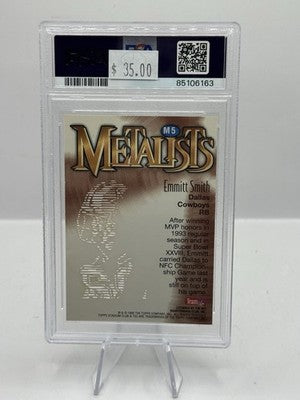 $ 35.00
85106163
M5
METALISTS
Emmitt Smith
Dallas
Cowboys
RB
After winning
MVP honors in
1993 regular
season and in
Super Bowl
XXVIII, Emmitt
carried Dallas to
NFC Champion-
ship Game last
year and is
still on top of
his game.